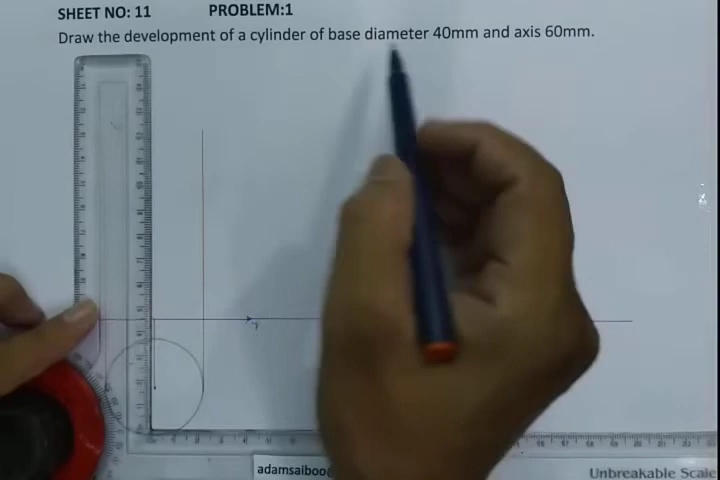 SHEET NO: 11 PROBLEM:1
Draw the development of a cylinder of base diameter 40mm and axis 60mm.
adamsaiboo
Unbreakable Scale